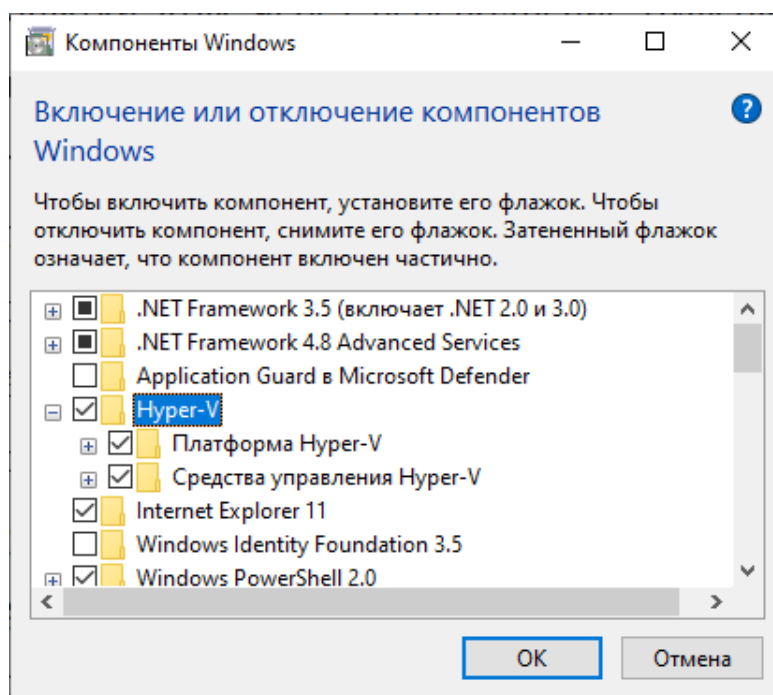 Компоненты Windows
Включение или отключение компонентов
Windows
Чтобы включить компонент, установите его флажок. Чтобы
отключить компонент, снимите его флажок. Затененный флажок
означает, что компонент включен частично.
.NET Framework 3.5 (включает .NET 2.0 и 3.0)
.NET Framework 4.8 Advanced Services
Application Guard в Microsoft Defender
Hyper-V
Платформа Hyper-V
Средства управления Hyper-V
Internet Explorer 11
Windows Identity Foundation 3.5
Windows PowerShell 2.0
ОК
Отмена